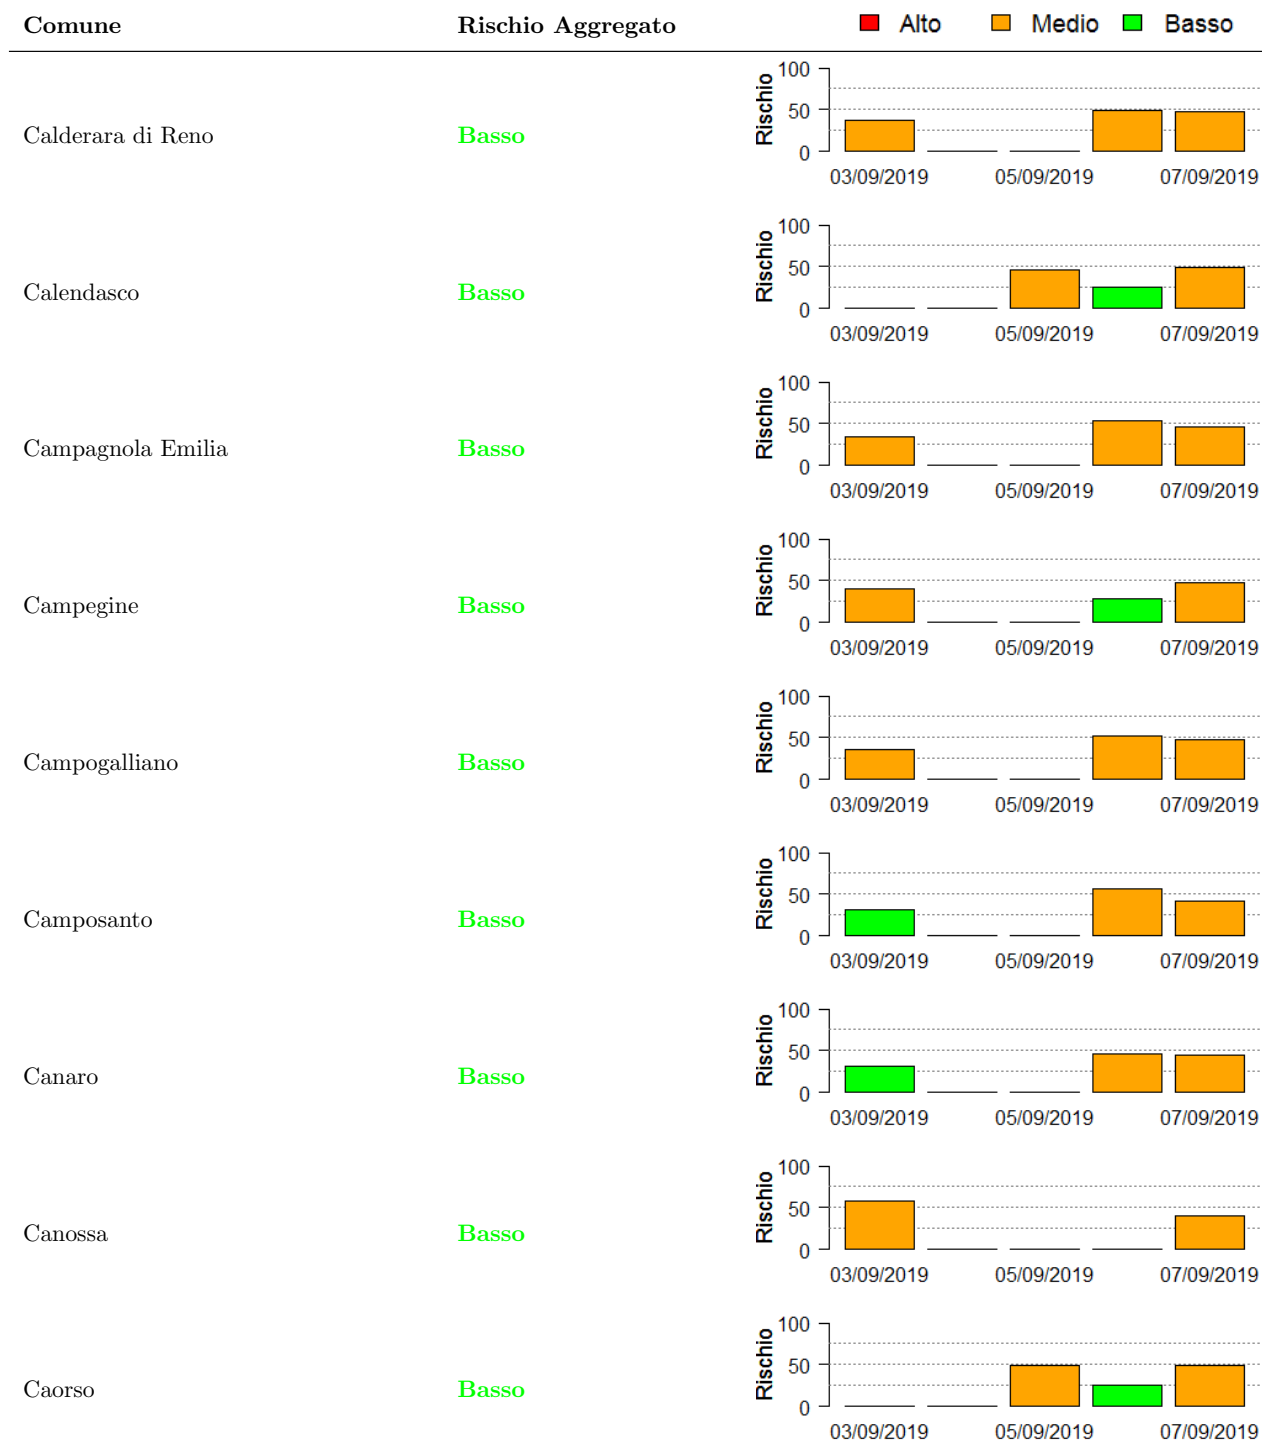 Comune Rischio Aggregato Alto Medio Basso
Calderara di Reno Basso Rischio 100 50 0
03/09/2019 05/09/2019 07/09/2019
Calendasco Basso Rischio 100 50 0
03/09/2019 05/09/2019 07/09/2019
Campagnola Emilia Basso Rischio 100 50 0
03/09/2019 05/09/2019 07/09/2019
Campegine Basso Rischio 100 50 0
03/09/2019 05/09/2019 07/09/2019
Campogalliano Basso Rischio 100 50 0
03/09/2019 05/09/2019 07/09/2019
Camposanto Basso Rischio 100 50 0
03/09/2019 05/09/2019 07/09/2019
Canaro Basso Rischio 100 50 0
03/09/2019 05/09/2019 07/09/2019
Canossa Basso Rischio 100 50 0
03/09/2019 05/09/2019 07/09/2019
Caorso Basso Rischio 100 50 0
03/09/2019 05/09/2019 07/09/2019